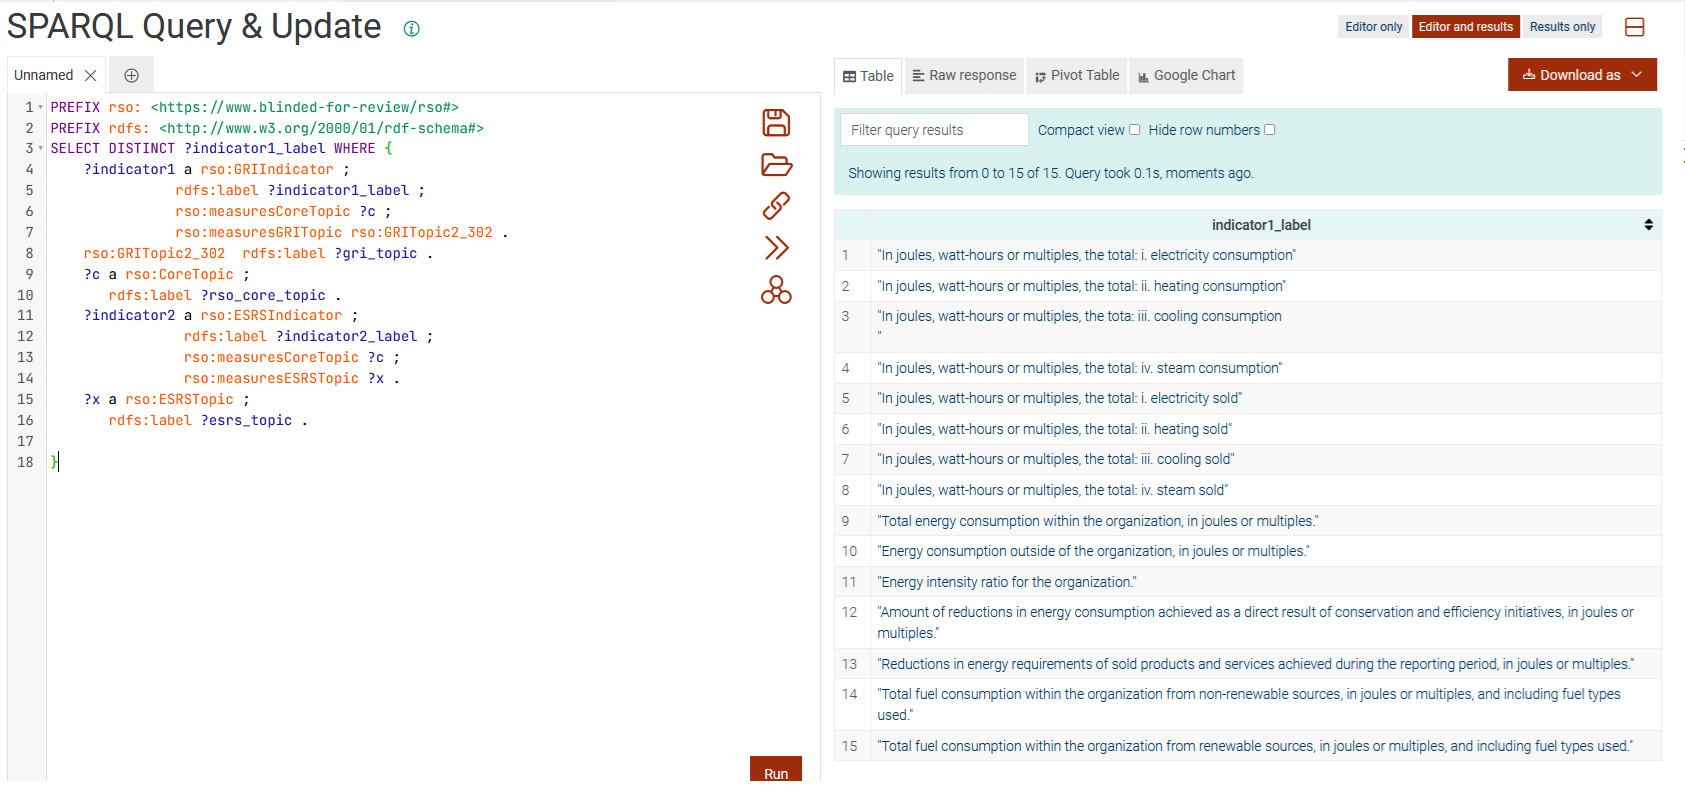 SPARQL Query & Update
Editor only
Editor and results
Results only
Unnamed
1 PREFIX rso: <https://www.blinded-for-review/rso#>
2 PREFIX rdfs: <http://www.w3.org/2000/01/rdf-schema#>
3 SELECT DISTINCT ?indicator1_label WHERE {
4 ?indicator1 a rso:GRIIndicator ;
5 rdfs:label ?indicator1_label ;
6 rso:measuresCoreTopic ?c ;
7 rso:measuresGRITopic rso:GRITopic2_302 .
8 rso:GRITopic2_302 rdfs:label ?gri_topic .
9 ?c a rso:CoreTopic ;
10 rdfs:label ?rso_core_topic .
11 ?indicator2 a rso:ESRSIndicator ;
12 rdfs:label ?indicator2_label ;
13 rso:measuresCoreTopic ?c ;
14 rso:measuresESRSTopic ?x .
15 ?x a rso:ESRSTopic ;
16 rdfs:label ?esrs_topic .
17
18 }
Run
Table
Raw response
Pivot Table
Google Chart
Download as
Filter query results
Compact view
Hide row numbers
Showing results from 0 to 15 of 15. Query took 0.1s, moments ago.
indicator1_label
1 "In joules, watt-hours or multiples, the total: i. electricity consumption"
2 "In joules, watt-hours or multiples, the total: ii. heating consumption"
3 "In joules, watt-hours or multiples, the tota: iii. cooling consumption
"
4 "In joules, watt-hours or multiples, the total: iv. steam consumption"
5 "In joules, watt-hours or multiples, the total: i. electricity sold"
6 "In joules, watt-hours or multiples, the total: ii. heating sold"
7 "In joules, watt-hours or multiples, the total: iii. cooling sold"
8 "In joules, watt-hours or multiples, the total: iv. steam sold"
9 "Total energy consumption within the organization, in joules or multiples."
10 "Energy consumption outside of the organization, in joules or multiples."
11 "Energy intensity ratio for the organization."
12 "Amount of reductions in energy consumption achieved as a direct result of conservation and efficiency initiatives, in joules or
multiples."
13 "Reductions in energy requirements of sold products and services achieved during the reporting period, in joules or multiples."
14 "Total fuel consumption within the organization from non-renewable sources, in joules or multiples, and including fuel types
used."
15 "Total fuel consumption within the organization from renewable sources, in joules or multiples, and including fuel types used."